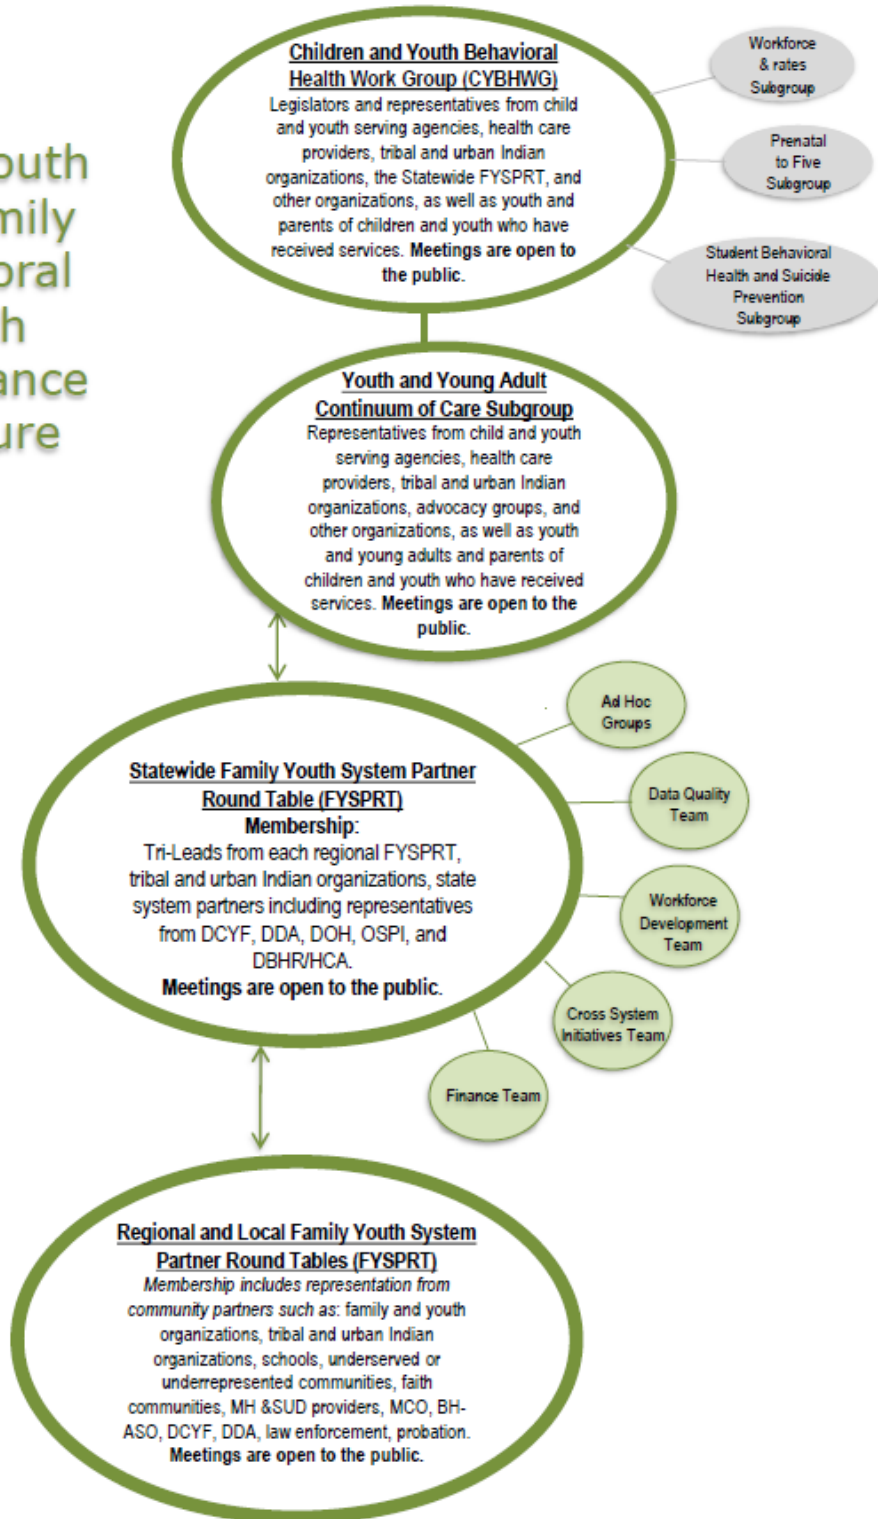 Children and Youth Behavioral
Health Work Group (CYBHWG)
Legislators and representatives from child
and youth serving agencies, health care
providers, tribal and urban Indian
organizations, the Statewide FYSPRT, and
other organizations, as well as youth and
parents of children and youth who have
received services. Meetings are open to
the public.
Workforce
& rates
Subgroup
Prenatal
to Five
Subgroup
Student Behavioral
Health and Suicide
Prevention
Subgroup
outh
mily
oral
h
ance
ure
Youth and Young Adult
Continuum of Care Subgroup
Representatives from child and youth
serving agencies, health care
providers, tribal and urban Indian
organizations, advocacy groups, and
other organizations, as well as youth
and young adults and parents of
children and youth who have received
services. Meetings are open to the
public.
Statewide Family Youth System Partner
Round Table (FYSPRT)
Membership:
Tri-Leads from each regional FYSPRT,
tribal and urban Indian organizations, state
system partners including representatives
from DCYF, DDA, DOH, OSPI, and
DBHR/HCA.
Meetings are open to the public.
Ad Hoc
Groups
Data Quality
Team
Workforce
Development
Team
Cross System
Initiatives Team
Finance Team
Regional and Local Family Youth System
Partner Round Tables (FYSPRT)
Membership includes representation from
community partners such as: family and youth
organizations, tribal and urban Indian
organizations, schools, underserved or
underrepresented communities, faith
communities, MH &SUD providers, MCO, BH-
ASO, DCYF, DDA, law enforcement, probation.
Meetings are open to the public.